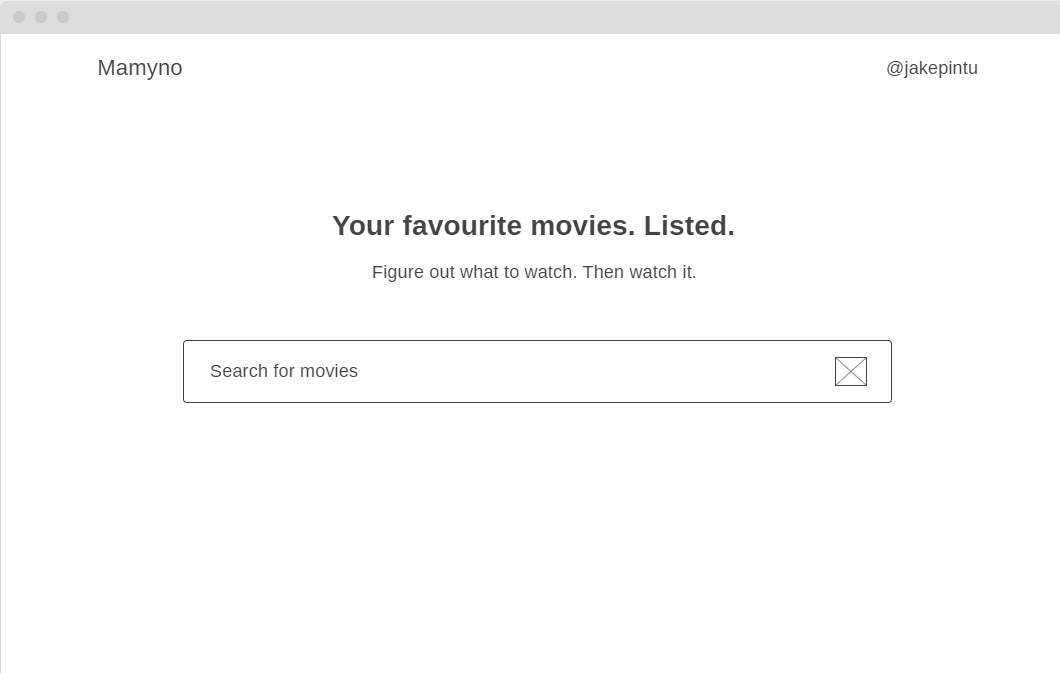 Mamyno
@jakepintu
Your favourite movies. Listed.
Figure out what to watch. Then watch it.
Search for movies